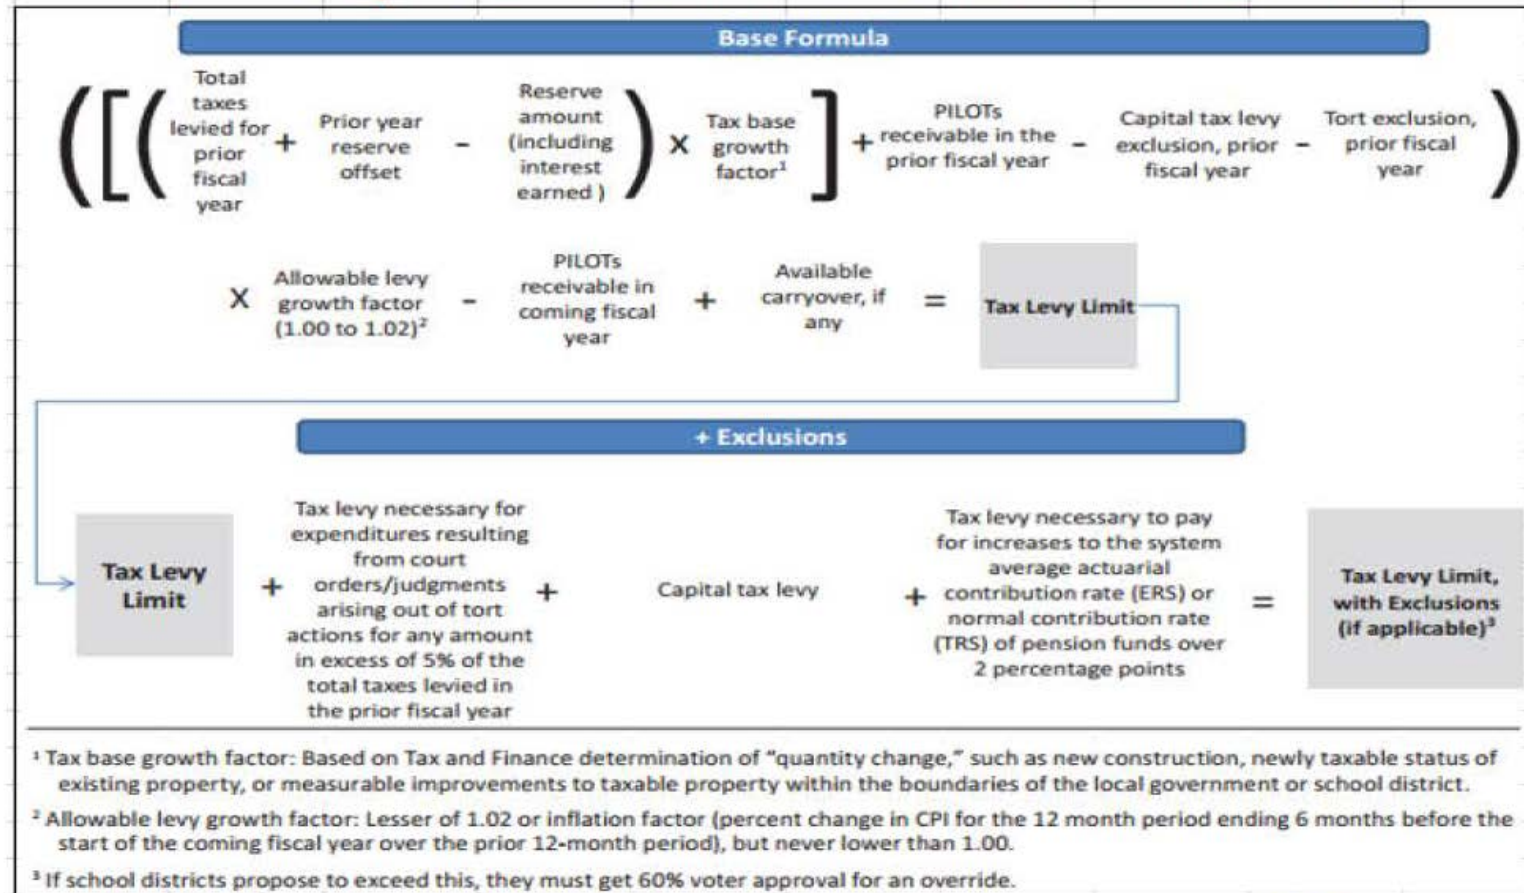 Base Formula
([( Total taxes levied for prior fiscal year + Prior year reserve offset - Reserve amount (including interest earned ) ) x Tax base growth factor¹ ] + PILOTs receivable in the prior fiscal year - Capital tax levy exclusion, prior fiscal year - Tort exclusion, prior fiscal year )
x Allowable levy growth factor (1.00 to 1.02)² - PILOTs receivable in coming fiscal year + Available carryover, if any = Tax Levy Limit
+ Exclusions
Tax Levy Limit + Tax levy necessary for expenditures resulting from court orders/judgments arising out of tort actions for any amount in excess of 5% of the total taxes levied in the prior fiscal year + Capital tax levy + Tax levy necessary to pay for increases to the system average actuarial contribution rate (ERS) or normal contribution rate (TRS) of pension funds over 2 percentage points = Tax Levy Limit, with Exclusions (if applicable)³
¹ Tax base growth factor: Based on Tax and Finance determination of “quantity change,” such as new construction, newly taxable status of
existing property, or measurable improvements to taxable property within the boundaries of the local government or school district.
² Allowable levy growth factor: Lesser of 1.02 or inflation factor (percent change in CPI for the 12 month period ending 6 months before the
start of the coming fiscal year over the prior 12-month period), but never lower than 1.00.
³ If school districts propose to exceed this, they must get 60% voter approval for an override.